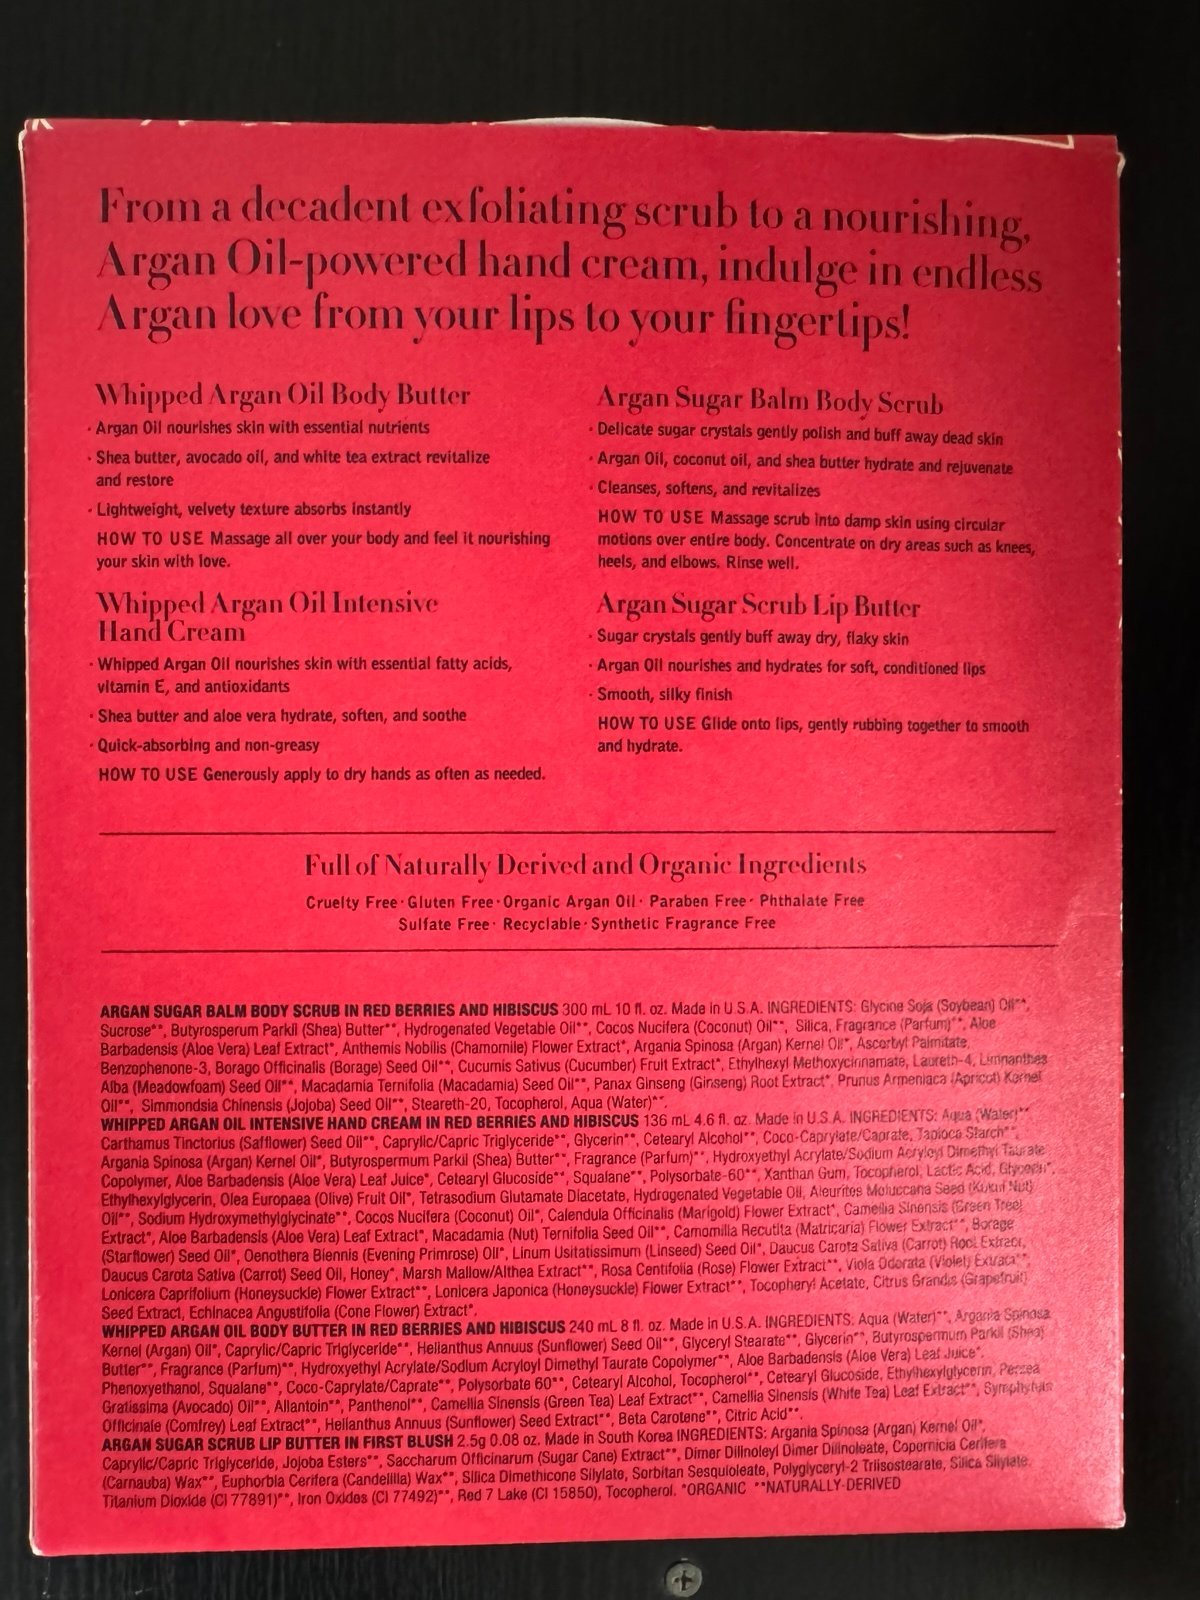 From a decadent exfoliating scrub to a nourishing,
Argan Oil-powered hand cream, indulge in endless
Argan love from your lips to your fingertips!
Whipped Argan Oil Body Butter
· Argan Oil nourishes skin with essential nutrients
· Shea butter, avocado oil, and white tea extract revitalize
and restore
· Lightweight, velvety texture absorbs instantly
HOW TO USE Massage all over your body and feel it nourishing
your skin with love.
Whipped Argan Oil Intensive
Hand Cream
· Whipped Argan Oil nourishes skin with essential fatty acids,
vitamin E, and antioxidants
· Shea butter and aloe vera hydrate, soften, and soothe
· Quick-absorbing and non-greasy
HOW TO USE Generously apply to dry hands as often as needed.
Argan Sugar Balm Body Scrub
· Delicate sugar crystals gently polish and buff away dead skin
· Argan Oil, coconut oil, and shea butter hydrate and rejuvenate
· Cleanses, softens, and revitalizes
HOW TO USE Massage scrub into damp skin using circular
motions over entire body. Concentrate on dry areas such as knees,
heels, and elbows. Rinse well.
Argan Sugar Scrub Lip Butter
· Sugar crystals gently buff away dry, flaky skin
· Argan Oil nourishes and hydrates for soft, conditioned lips
· Smooth, silky finish
HOW TO USE Glide onto lips, gently rubbing together to smooth
and hydrate.
Full of Naturally Derived and Organic Ingredients
Cruelty Free · Gluten Free · Organic Argan Oil · Paraben Free · Phthalate Free
Sulfate Free · Recyclable · Synthetic Fragrance Free
ARGAN SUGAR BALM BODY SCRUB IN RED BERRIES AND HIBISCUS 300 mL 10 fl. oz. Made in U.S.A. INGREDIENTS: Glycine Soja (Soybean) Oil**,
Sucrose**, Butyrosperum Parkii (Shea) Butter**, Hydrogenated Vegetable Oil**, Cocos Nucifera (Coconut) Oil**, Silica, Fragrance (Parfum)**, Aloe
Barbadensis (Aloe Vera) Leaf Extract*, Anthemis Nobilis (Chamomile) Flower Extract*, Argania Spinosa (Argan) Kernel Oil*, Ascorbyl Palmitate,
Benzophenone-3, Borago Officinalis (Borage) Seed Oil**, Cucumis Sativus (Cucumber) Fruit Extract*, Ethylhexyl Methoxycinnamate, Laureth-4, Limnanthes
Alba (Meadowfoam) Seed Oil**, Macadamia Ternifolia (Macadamia) Seed Oil**, Panax Ginseng (Ginseng) Root Extract*, Prunus Armeniaca (Apricot) Kernel
Oil**, Simmondsia Chinensis (Jojoba) Seed Oil**, Steareth-20, Tocopherol, Aqua (Water)**.
WHIPPED ARGAN OIL INTENSIVE HAND CREAM IN RED BERRIES AND HIBISCUS 136 mL 4.6 fl. oz. Made in U.S.A. INGREDIENTS: Aqua (Water)**,
Carthamus Tinctorius (Safflower) Seed Oil**, Caprylic/Capric Triglyceride**, Glycerin**, Cetearyl Alcohol**, Coco-Caprylate/Caprate, Tapioca Starch**,
Argania Spinosa (Argan) Kernel Oil*, Butyrospermum Parkii (Shea) Butter**, Fragrance (Parfum)**, Hydroxyethyl Acrylate/Sodium Acryloyl Dimethyl Taurate
Copolymer, Aloe Barbadensis (Aloe Vera) Leaf Juice*, Cetearyl Glucoside**, Squalane**, Polysorbate-60**, Xanthan Gum, Tocopherol, Lactic Acid, Glycerin*,
Ethylhexylglycerin, Olea Europaea (Olive) Fruit Oil*, Tetrasodium Glutamate Diacetate, Hydrogenated Vegetable Oil, Aleurites Moluccana Seed (Kukui Nut)
Oil**, Sodium Hydroxymethylglycinate**, Cocos Nucifera (Coconut) Oil*, Calendula Officinalis (Marigold) Flower Extract*, Camellia Sinensis (Green Tree)
Extract*, Aloe Barbadensis (Aloe Vera) Leaf Extract*, Macadamia (Nut) Ternifolia Seed Oil**, Camomilla Recutita (Matricaria) Flower Extract**, Borage
(Starflower) Seed Oil*, Oenothera Biennis (Evening Primrose) Oil*, Linum Usitatissimum (Linseed) Seed Oil*, Daucus Carota Sativa (Carrot) Root Extract,
Daucus Carota Sativa (Carrot) Seed Oil, Honey*, Marsh Mallow/Althea Extract**, Rosa Centifolia (Rose) Flower Extract**, Viola Odorata (Violet) Extract**,
Lonicera Caprifolium (Honeysuckle) Flower Extract**, Lonicera Japonica (Honeysuckle) Flower Extract**, Tocopheryl Acetate, Citrus Grandis (Grapefruit)
Seed Extract, Echinacea Angustifolia (Cone Flower) Extract*.
WHIPPED ARGAN OIL BODY BUTTER IN RED BERRIES AND HIBISCUS 240 mL 8 fl. oz. Made in U.S.A. INGREDIENTS: Aqua (Water)**, Argania Spinosa
Kernel (Argan) Oil*, Caprylic/Capric Triglyceride**, Helianthus Annuus (Sunflower) Seed Oil**, Glyceryl Stearate**, Glycerin**, Butyrospermum Parkii (Shea)
Butter**, Fragrance (Parfum)**, Hydroxyethyl Acrylate/Sodium Acryloyl Dimethyl Taurate Copolymer**, Aloe Barbadensis (Aloe Vera) Leaf Juice*,
Phenoxyethanol, Squalane**, Coco-Caprylate/Caprate**, Polysorbate 60**, Cetearyl Alcohol, Tocopherol**, Cetearyl Glucoside, Ethylhexylglycerin, Persea
Gratissima (Avocado) Oil**, Allantoin**, Panthenol**, Camellia Sinensis (Green Tea) Leaf Extract**, Camellia Sinensis (White Tea) Leaf Extract**, Symphytum
Officinale (Comfrey) Leaf Extract**, Helianthus Annuus (Sunflower) Seed Extract**, Beta Carotene**, Citric Acid**.
ARGAN SUGAR SCRUB LIP BUTTER IN FIRST BLUSH 2.5g 0.08 oz. Made in South Korea INGREDIENTS: Argania Spinosa (Argan) Kernel Oil*,
Caprylic/Capric Triglyceride, Jojoba Esters**, Saccharum Officinarum (Sugar Cane) Extract**, Dimer Dilinoleyl Dimer Dilinoleate, Copernicia Cerifera
(Carnauba) Wax**, Euphorbia Cerifera (Candelilla) Wax**, Silica Dimethicone Silylate, Sorbitan Sesquioleate, Polyglyceryl-2 Triisostearate, Silica Silylate,
Titanium Dioxide (CI 77891)**, Iron Oxides (CI 77492)**, Red 7 Lake (CI 15850), Tocopherol. *ORGANIC **NATURALLY-DERIVED